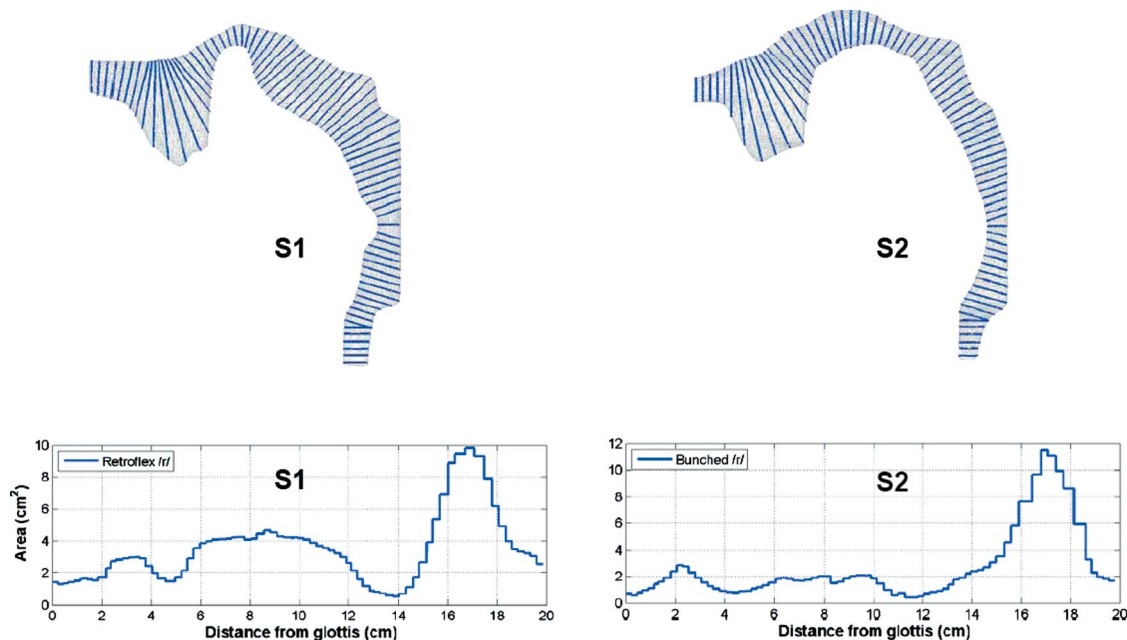 S1
S2
10
8
6
4
2
0
Area (cm²)
Retroflex /r/
S1
0 2 4 6 8 10 12 14 16 18 20
Distance from glottis (cm)
12
10
8
6
4
2
0
Bunched /r/
S2
0 2 4 6 8 10 12 14 16 18 20
Distance from glottis (cm)